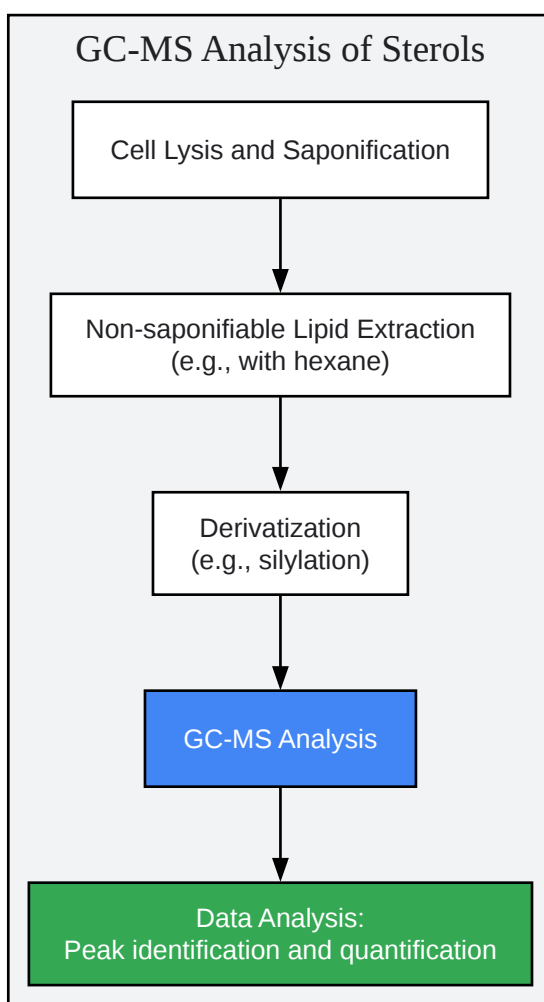 GC-MS Analysis of Sterols
Cell Lysis and Saponification
Non-saponifiable Lipid Extraction
(e.g., with hexane)
Derivatization
(e.g., silylation)
GC-MS Analysis
Data Analysis:
Peak identification and quantification